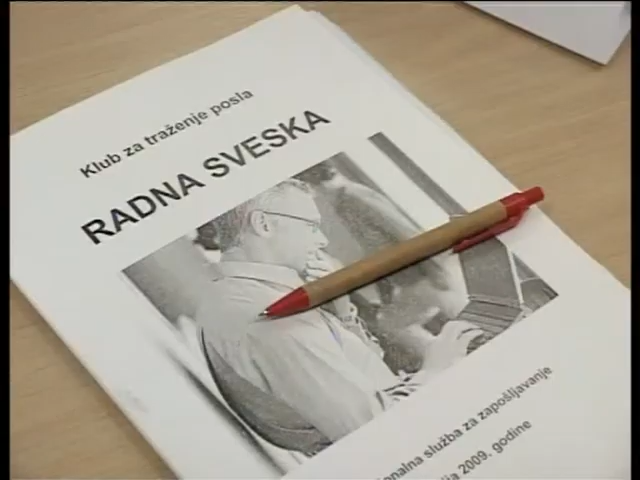 Klub za traženje posla
RADNA SVESKA
služba za zapošljavanje
2009. godine